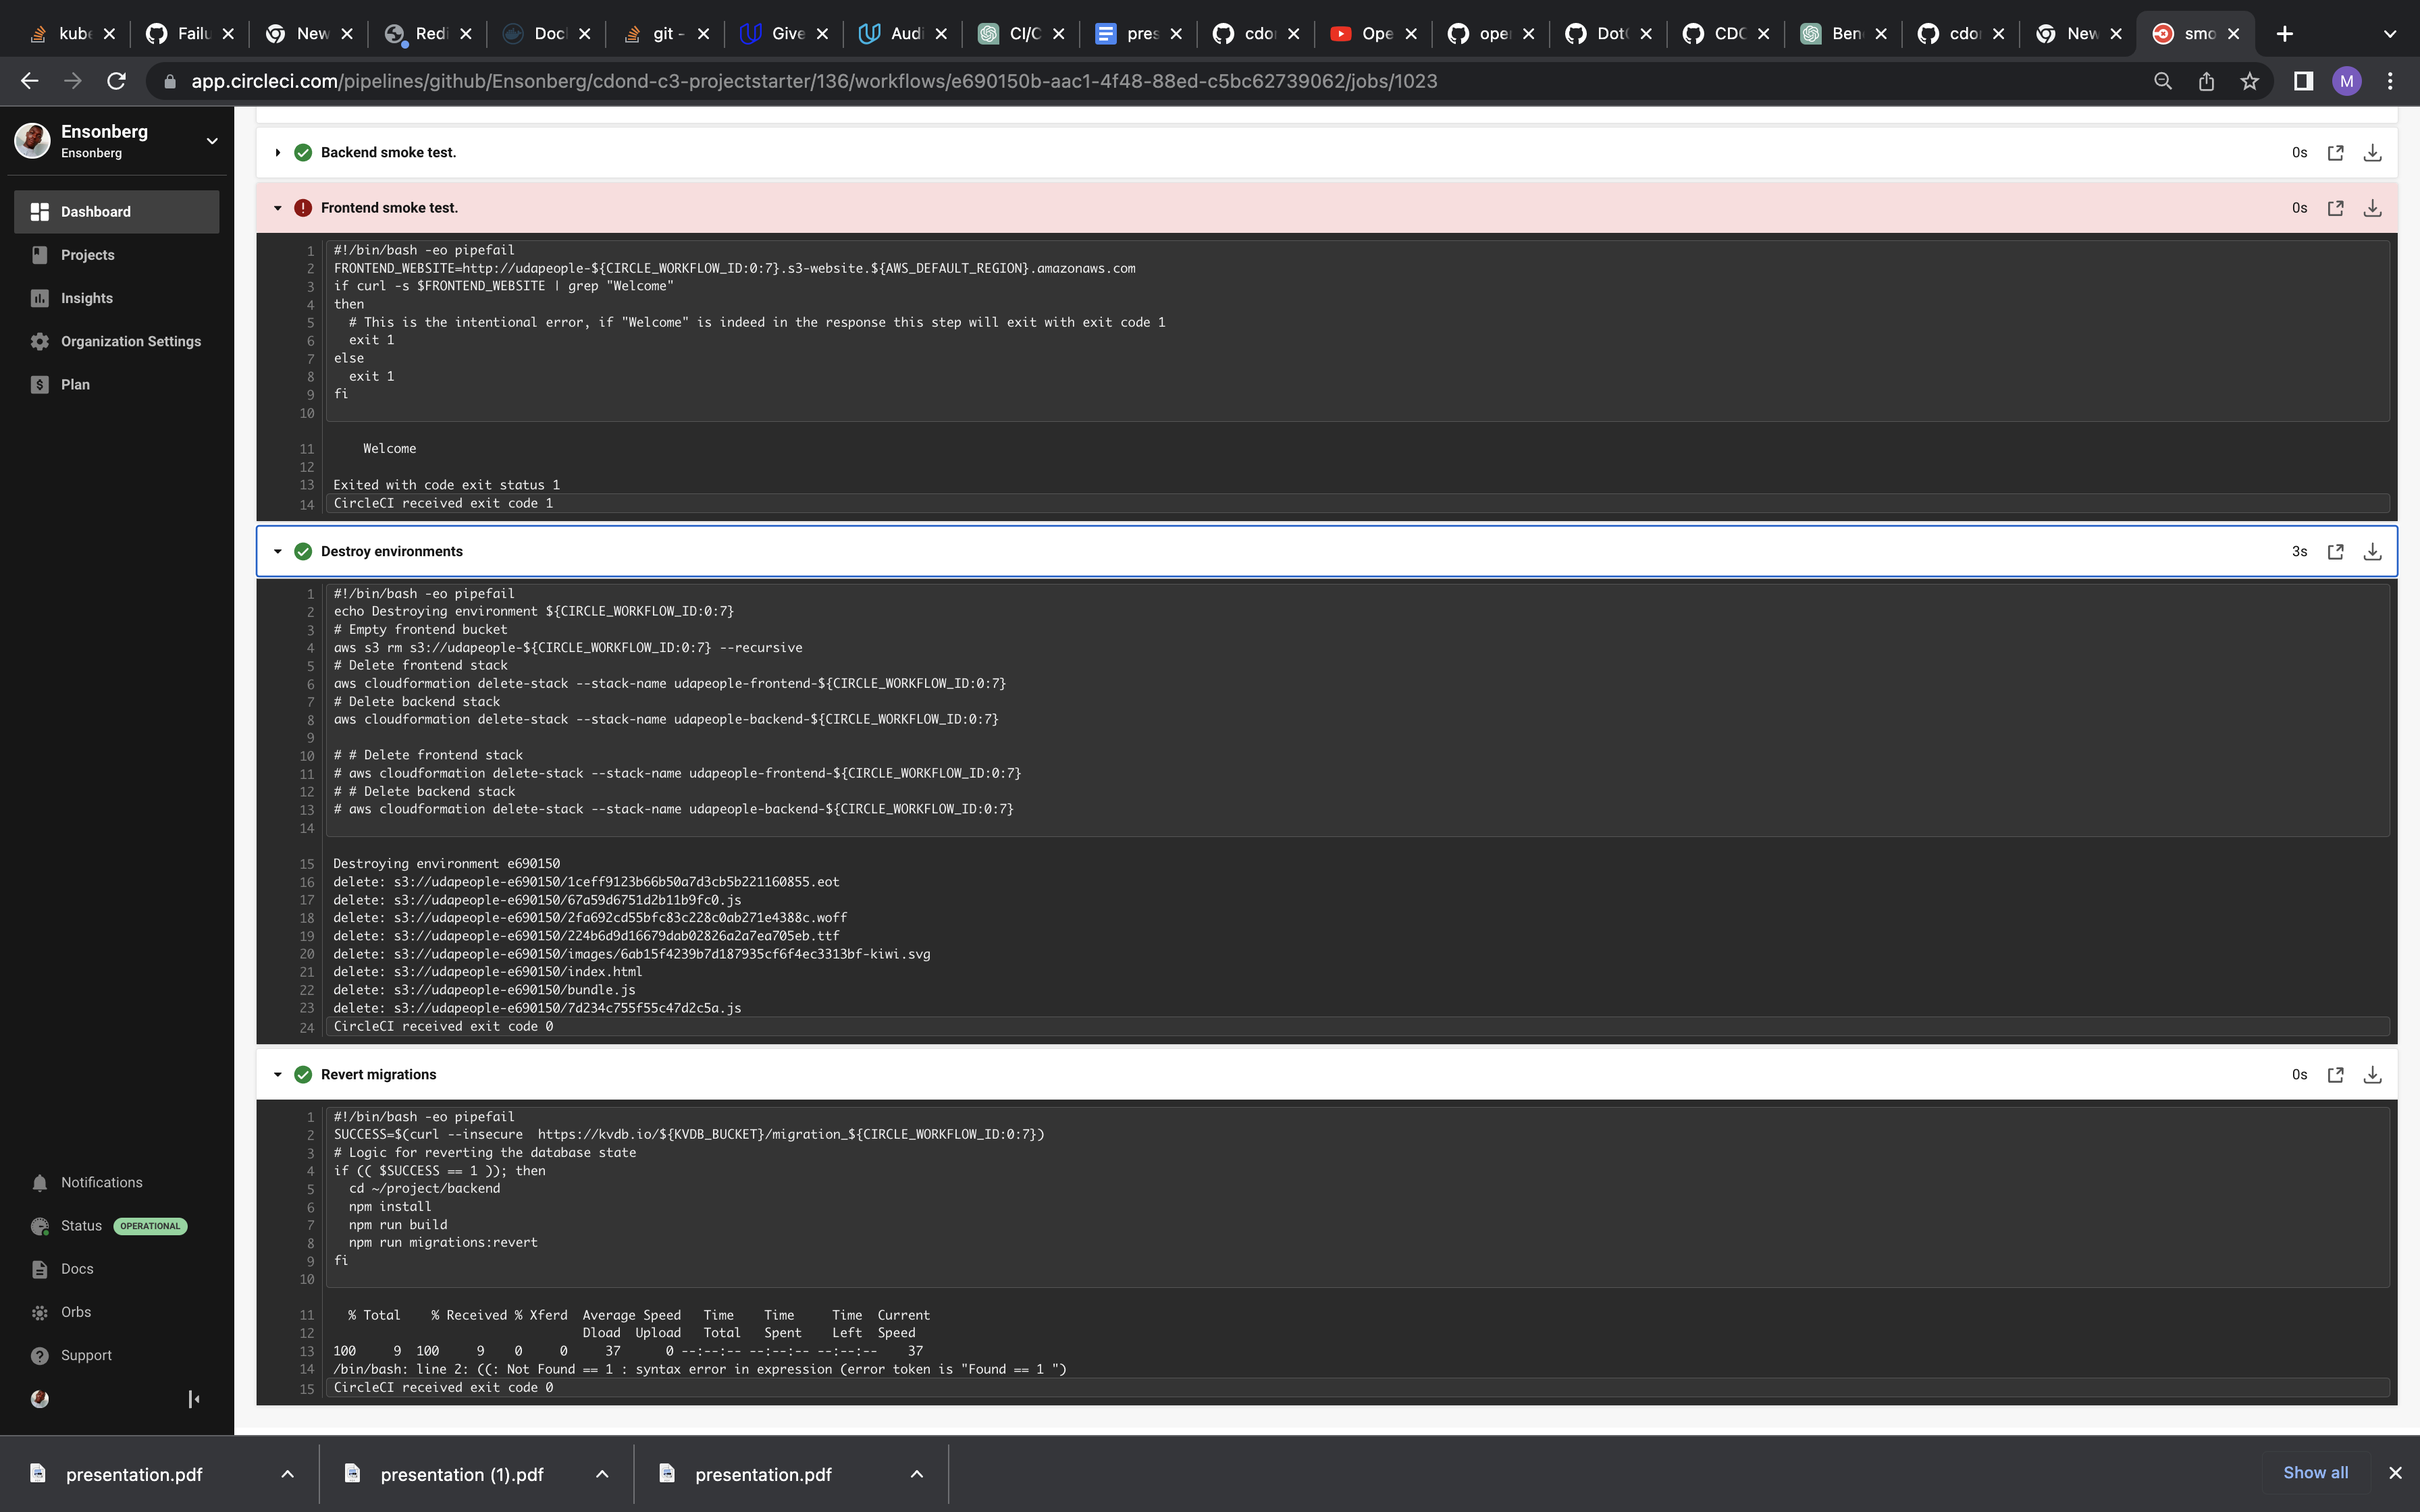 kube
Failu
New
Redi
Doc
git -
Give
Audi
CI/C
pres
cdor
Ope
oper
Dot
CDC
Ben
cdor
New
smo
app.circleci.com/pipelines/github/Ensonberg/cdond-c3-projectstarter/136/workflows/e690150b-aac1-4f48-88ed-c5bc62739062/jobs/1023
M
Ensonberg
Ensonberg
Dashboard
Projects
Insights
Organization Settings
Plan
Notifications
Status OPERATIONAL
Docs
Orbs
Support
Backend smoke test. 0s
Frontend smoke test. 0s
1 #!/bin/bash -eo pipefail
2 FRONTEND_WEBSITE=http://udapeople-${CIRCLE_WORKFLOW_ID:0:7}.s3-website.${AWS_DEFAULT_REGION}.amazonaws.com
3 if curl -s $FRONTEND_WEBSITE | grep "Welcome"
4 then
5 # This is the intentional error, if "Welcome" is indeed in the response this step will exit with exit code 1
6 exit 1
7 else
8 exit 1
9 fi
10
11 Welcome
12
13 Exited with code exit status 1
14 CircleCI received exit code 1
Destroy environments 3s
1 #!/bin/bash -eo pipefail
2 echo Destroying environment ${CIRCLE_WORKFLOW_ID:0:7}
3 # Empty frontend bucket
4 aws s3 rm s3://udapeople-${CIRCLE_WORKFLOW_ID:0:7} --recursive
5 # Delete frontend stack
6 aws cloudformation delete-stack --stack-name udapeople-frontend-${CIRCLE_WORKFLOW_ID:0:7}
7 # Delete backend stack
8 aws cloudformation delete-stack --stack-name udapeople-backend-${CIRCLE_WORKFLOW_ID:0:7}
9
10 # # Delete frontend stack
11 # aws cloudformation delete-stack --stack-name udapeople-frontend-${CIRCLE_WORKFLOW_ID:0:7}
12 # # Delete backend stack
13 # aws cloudformation delete-stack --stack-name udapeople-backend-${CIRCLE_WORKFLOW_ID:0:7}
14
15 Destroying environment e690150
16 delete: s3://udapeople-e690150/1ceff9123b66b50a7d3cb5b221160855.eot
17 delete: s3://udapeople-e690150/67a59d6751d2b11b9fc0.js
18 delete: s3://udapeople-e690150/2fa692cd55bfc83c228c0ab271e4388c.woff
19 delete: s3://udapeople-e690150/224b6d9d16679dab02826a2a7ea705eb.ttf
20 delete: s3://udapeople-e690150/images/6ab15f4239b7d187935cf6f4ec3313bf-kiwi.svg
21 delete: s3://udapeople-e690150/index.html
22 delete: s3://udapeople-e690150/bundle.js
23 delete: s3://udapeople-e690150/7d234c755f55c47d2c5a.js
24 CircleCI received exit code 0
Revert migrations 0s
1 #!/bin/bash -eo pipefail
2 SUCCESS=$(curl --insecure  https://kvdb.io/${KVDB_BUCKET}/migration_${CIRCLE_WORKFLOW_ID:0:7})
3 # Logic for reverting the database state
4 if (( $SUCCESS == 1 )); then
5 cd ~/project/backend
6 npm install
7 npm run build
8 npm run migrations:revert
9 fi
10
11 % Total % Received % Xferd Average Speed Time Time Time Current
12 Dload Upload Total Spent Left Speed
13 100 9 100 9 0 0 37 0 --:--:-- --:--:-- --:--:-- 37
14 /bin/bash: line 2: ((: Not Found == 1 : syntax error in expression (error token is "Found == 1 ")
15 CircleCI received exit code 0
presentation.pdf
presentation (1).pdf
presentation.pdf
Show all